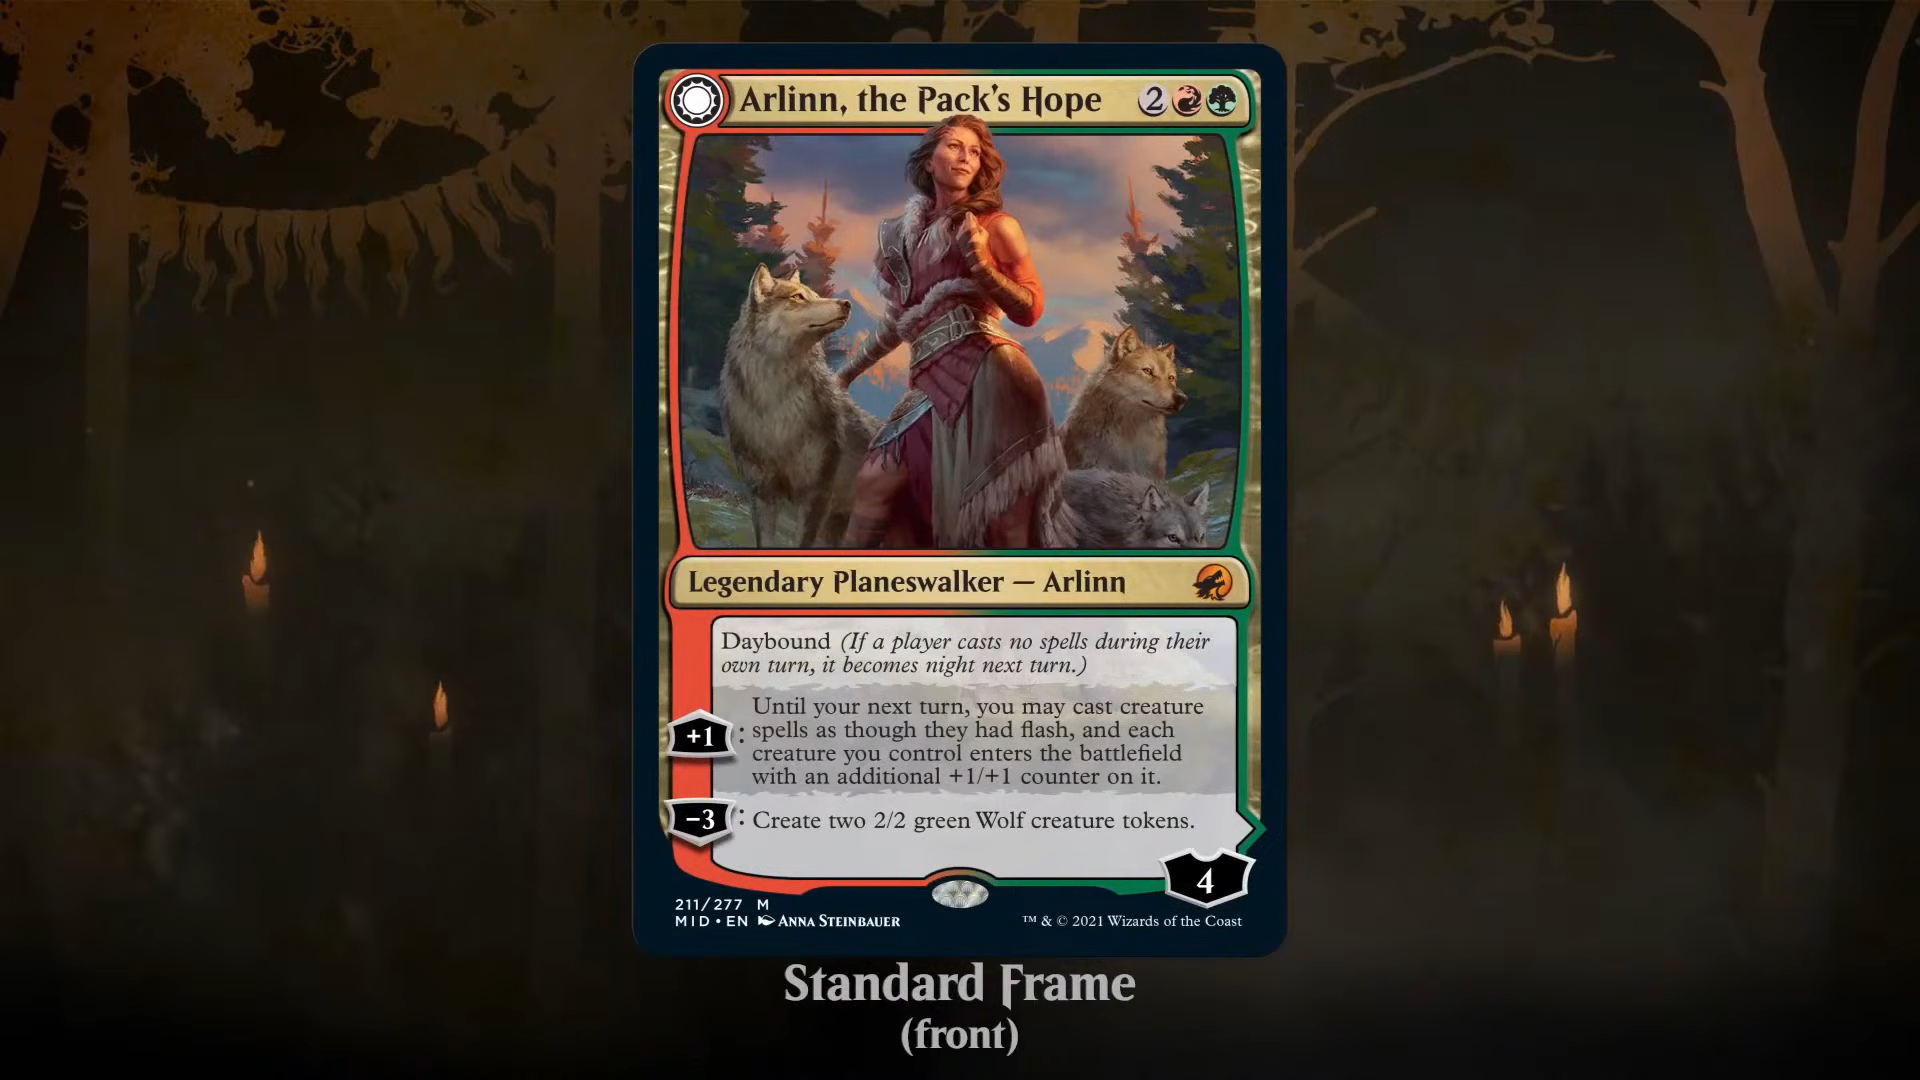 Arlinn, the Pack's Hope 2
Legendary Planeswalker — Arlinn
Daybound (If a player casts no spells during their
own turn, it becomes night next turn.)
+1: Until your next turn, you may cast creature
spells as though they had flash, and each
creature you control enters the battlefield
with an additional +1/+1 counter on it.
−3: Create two 2/2 green Wolf creature tokens.
4
211/277 M
MID • EN ANNA STEINBAUER
™ & © 2021 Wizards of the Coast
Standard Frame
(front)